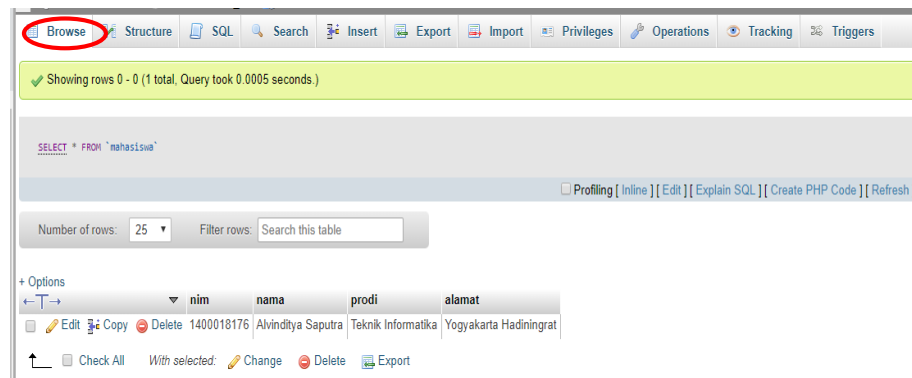 Browse Structure SQL Search Insert Export Import Privileges Operations Tracking Triggers
Showing rows 0 - 0 (1 total, Query took 0.0005 seconds.)
SELECT * FROM `mahasiswa`
Profiling [ Inline ] [ Edit ] [ Explain SQL ] [ Create PHP Code ] [ Refresh
Number of rows: 25 Filter rows: Search this table
+ Options
←T→ nim nama prodi alamat
Edit Copy Delete 1400018176 Alvinditya Saputra Teknik Informatika Yogyakarta Hadiningrat
Check All With selected: Change Delete Export